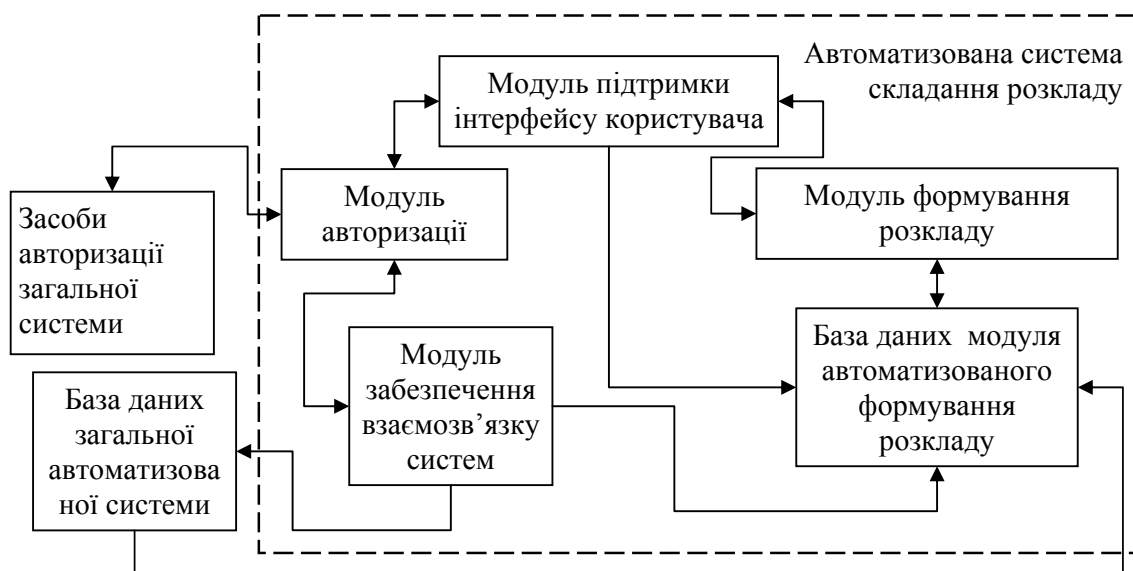 Автоматизована система
складання розкладу
Модуль підтримки
інтерфейсу користувача
Модуль
авторизації
Модуль формування
розкладу
Засоби
авторизації
загальної
системи
Модуль
забезпечення
взаємозв’язку
систем
База даних модуля
автоматизованого
формування
розкладу
База даних
загальної
автоматизова
ної системи